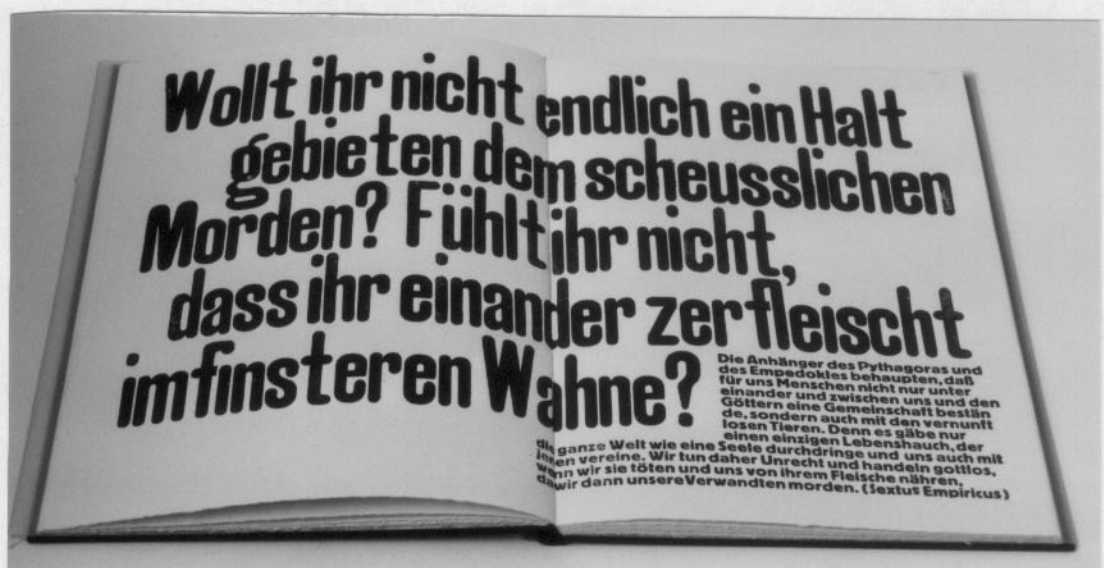 Wollt ihr nicht endlich ein Halt
gebieten dem scheusslichen
Morden? Fühlt ihr nicht,
dass ihr einander zerfleischt
im finsteren Wahne?
Die Anhänger des Pythagoras und
des Empedokles behaupten, daß
für uns Menschen nicht nur unter
einander und zwischen uns und den
Göttern eine Gemeinschaft bestän
de, sondern auch mit den vernunft
losen Tieren. Denn es gäbe nur
einen einzigen Lebenshauch, der
die ganze Welt wie eine Seele durchdringe und uns auch mit
jenen vereine. Wir tun daher Unrecht und handeln gottlos,
wenn wir sie töten und uns von ihrem Fleische nähren,
da wir dann unsere Verwandten morden. (Sextus Empiricus)